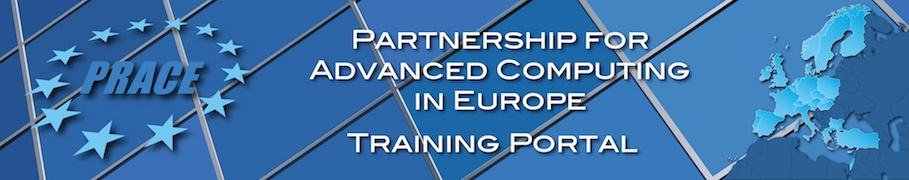 PRACE
PARTNERSHIP FOR
ADVANCED COMPUTING
IN EUROPE
TRAINING PORTAL